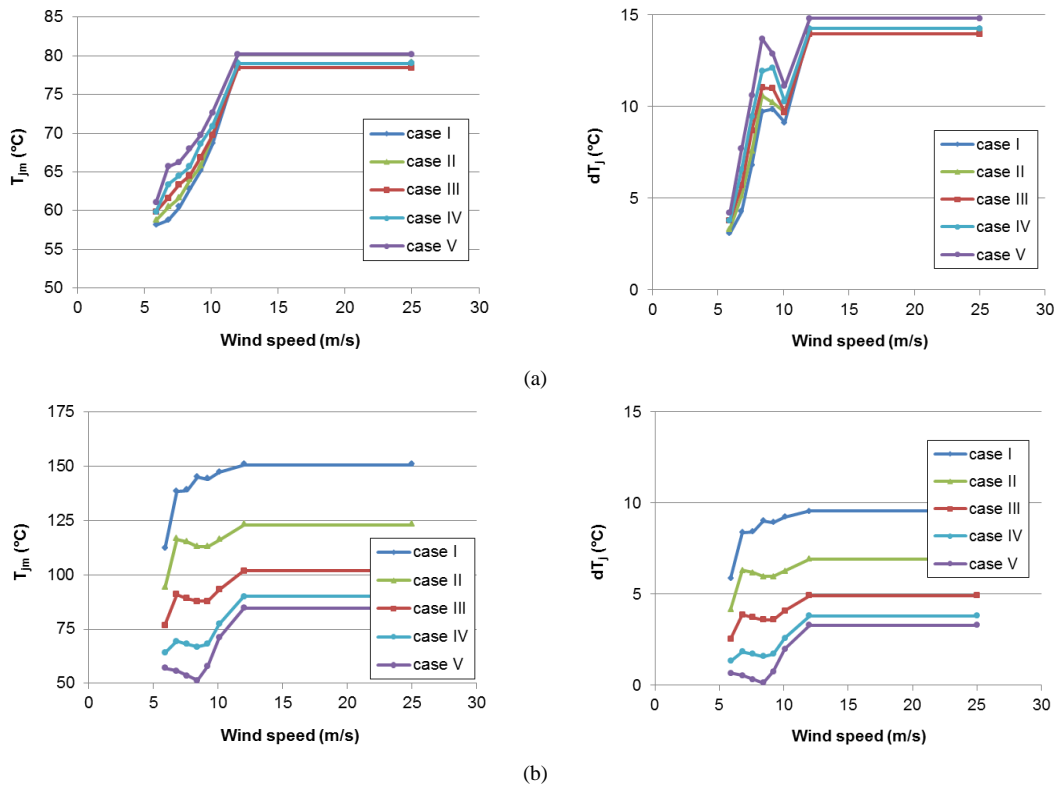 85
80
75
70
65
60
55
50
T_jm (°C)
0 5 10 15 20 25 30
Wind speed (m/s)
case I
case II
case III
case IV
case V
15
10
5
0
dT_j (°C)
0 5 10 15 20 25 30
Wind speed (m/s)
case I
case II
case III
case IV
case V
(a)
175
150
125
100
75
50
T_jm (°C)
0 5 10 15 20 25 30
Wind speed (m/s)
case I
case II
case III
case IV
case V
15
10
5
0
dT_j (°C)
0 5 10 15 20 25 30
Wind speed (m/s)
case I
case II
case III
case IV
case V
(b)